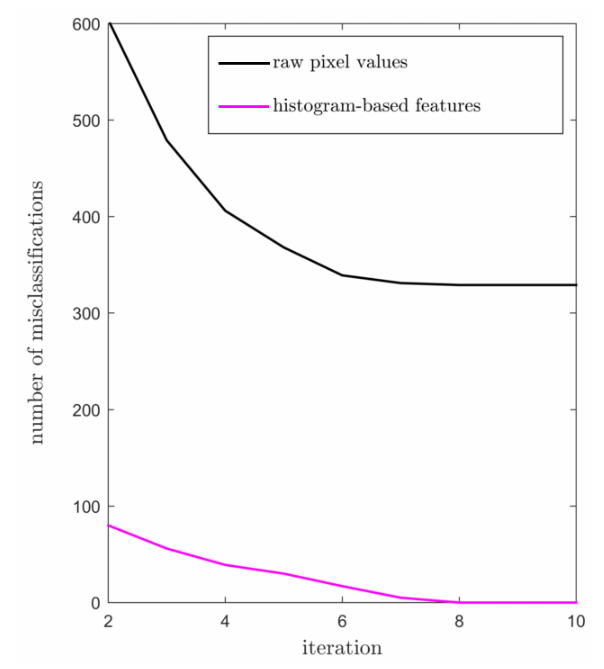 600
500
400
300
200
100
0
2 4 6 8 10
number of misclassifications
iteration
raw pixel values
histogram-based features